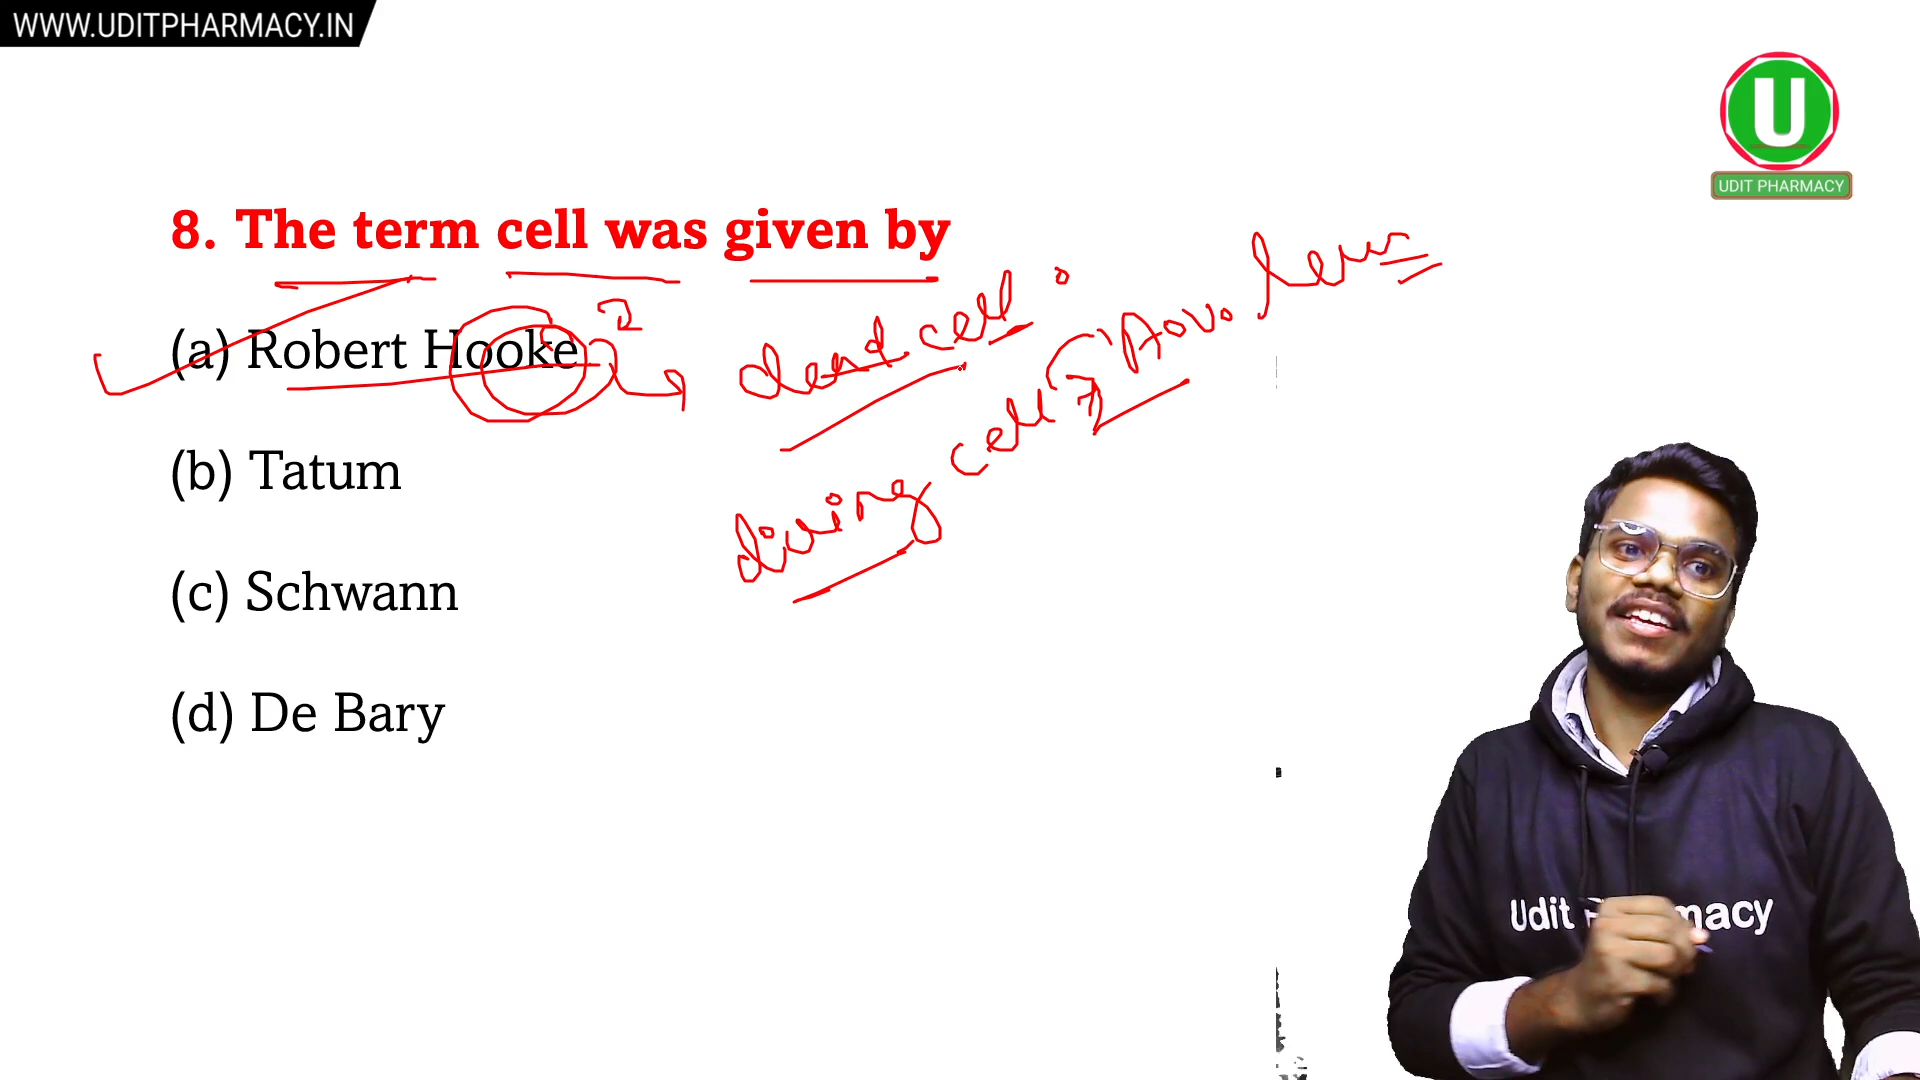 WWW.UDITPHARMACY.IN
U
UDIT PHARMACY
8. The term cell was given by
(a) Robert Hooke
dead cell
(b) Tatum
cell
(c) Schwann
(d) De Bary
Udit macy